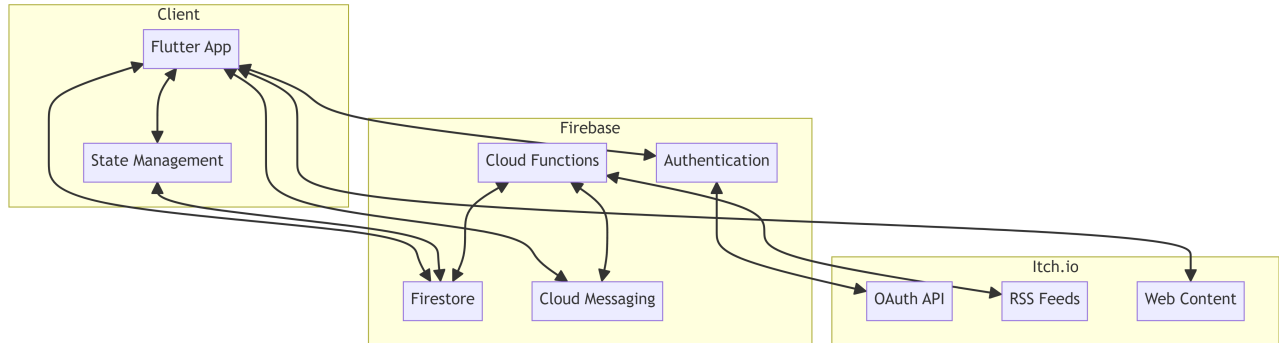 Client
Flutter App
State Management
Firebase
Cloud Functions
Authentication
Firestore
Cloud Messaging
Itch.io
OAuth API
RSS Feeds
Web Content